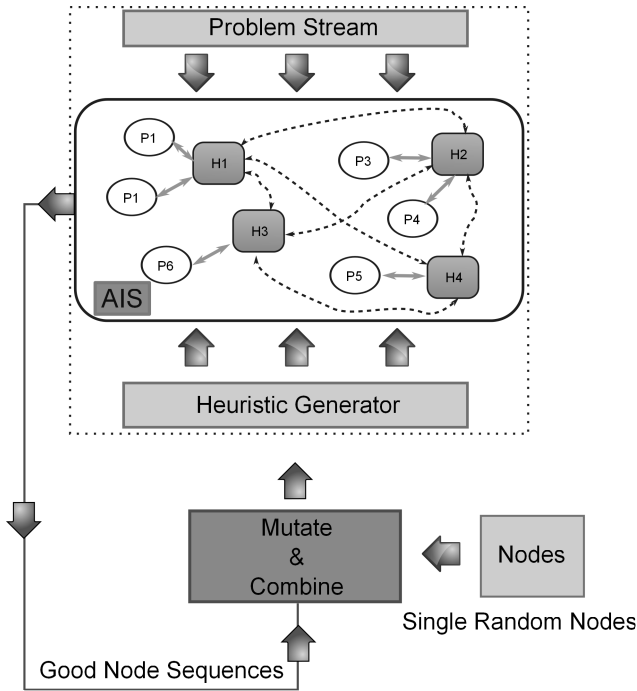 Problem Stream
P1
H1
P3
H2
P1
P4
H3
P6
P5
H4
AIS
Heuristic Generator
Mutate
&
Combine
Nodes
Single Random Nodes
Good Node Sequences